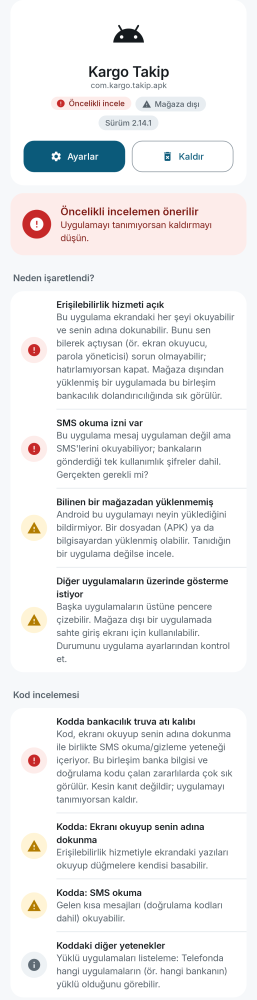 Kargo Takip
com.kargo.takip.apk
Öncelikli incele
Mağaza dışı
Sürüm 2.14.1
Ayarlar
Kaldır
Öncelikli incelemen önerilir
Uygulamayı tanımıyorsan kaldırmayı
düşün.
Neden işaretlendi?
Erişilebilirlik hizmeti açık
Bu uygulama ekrandaki her şeyi okuyabilir
ve senin adına dokunabilir. Bunu sen
bilerek açtıysan (ör. ekran okuyucu,
parola yöneticisi) sorun olmayabilir;
hatırlamıyorsan kapat. Mağaza dışından
yüklenmiş bir uygulamada bu birleşim
bankacılık dolandırıcılığında sık görülür.
SMS okuma izni var
Bu uygulama mesaj uygulaman değil ama
SMS'lerini okuyabiliyor; bankaların
gönderdiği tek kullanımlık şifreler dahil.
Gerçekten gerekli mi?
Bilinen bir mağazadan yüklenmemiş
Android bu uygulamayı neyin yüklediğini
bildirmiyor. Bir dosyadan (APK) ya da
bilgisayardan yüklenmiş olabilir. Tanıdığın
bir uygulama değilse incele.
Diğer uygulamaların üzerinde gösterme
istiyor
Başka uygulamaların üstüne pencere
çizebilir. Mağaza dışı bir uygulamada
sahte giriş ekranı için kullanılabilir.
Durumunu uygulama ayarlarından kontrol
et.
Kod incelemesi
Kodda bankacılık truva atı kalıbı
Kod, ekranı okuyup senin adına dokunma
ile birlikte SMS okuma/gizleme yeteneği
içeriyor. Bu birleşim banka bilgisi ve
doğrulama kodu çalan zararlılarda çok sık
görülür. Kesin kanıt değildir; uygulamayı
tanımıyorsan kaldır.
Kodda: Ekranı okuyup senin adına
dokunma
Erişilebilirlik hizmetiyle ekrandaki yazıları
okuyup düğmelere kendisi basabilir.
Kodda: SMS okuma
Gelen kısa mesajları (doğrulama kodları
dahil) okuyabilir.
Koddaki diğer yetenekler
Yüklü uygulamaları listeleme: Telefonda
hangi uygulamaların (ör. hangi bankanın)
yüklü olduğunu görebilir.